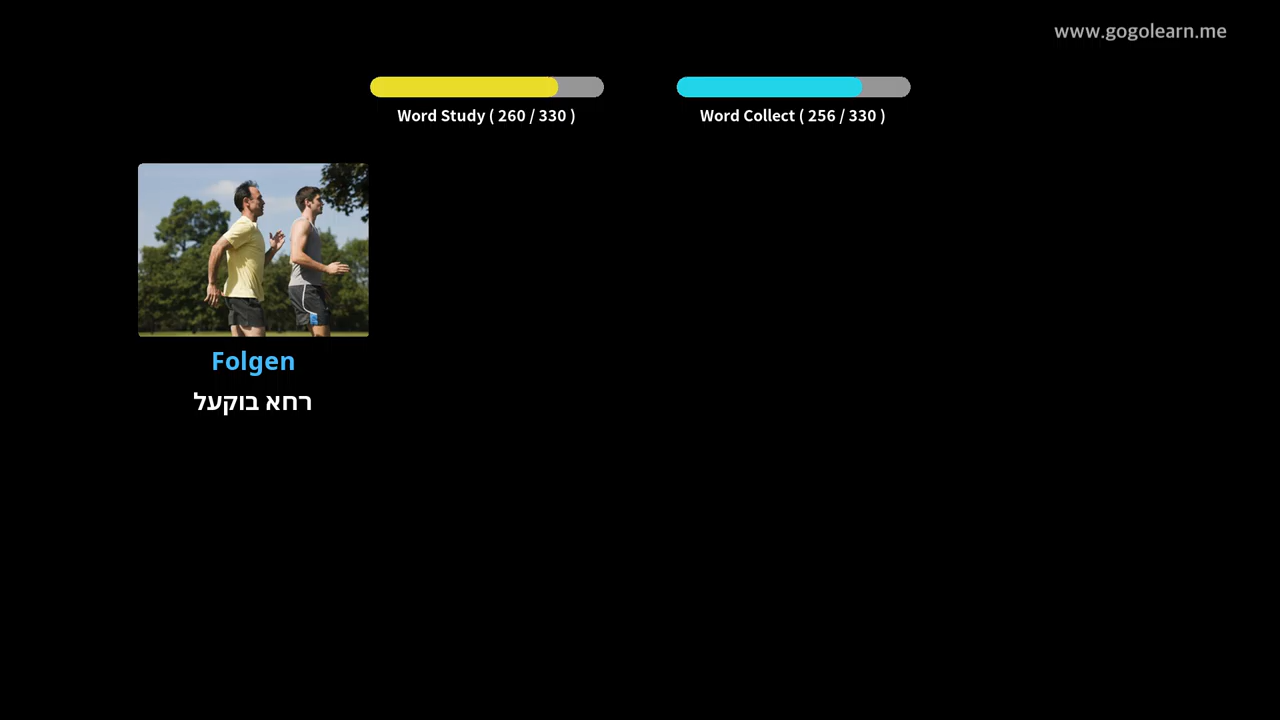 www.gogolearn.me
Word Study ( 260 / 330 )
Word Collect ( 256 / 330 )
Folgen
רחא בוקעל